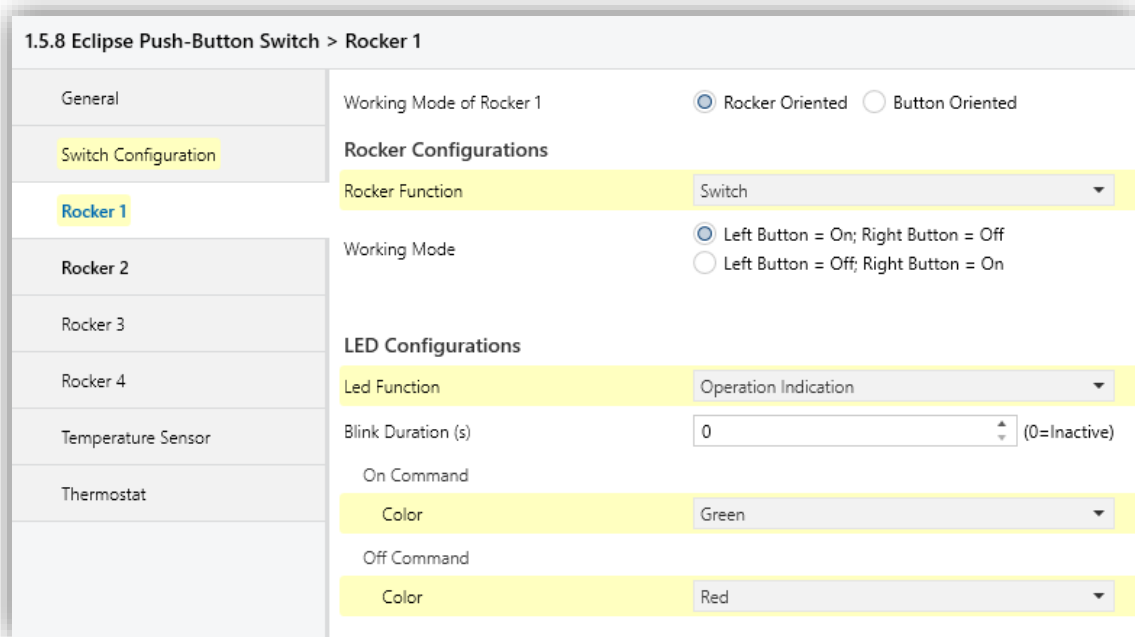 1.5.8 Eclipse Push-Button Switch > Rocker 1
General
Switch Configuration
Rocker 1
Rocker 2
Rocker 3
Rocker 4
Temperature Sensor
Thermostat
Working Mode of Rocker 1 Rocker Oriented Button Oriented
Rocker Configurations
Rocker Function Switch
Working Mode Left Button = On; Right Button = Off
Left Button = Off; Right Button = On
LED Configurations
Led Function Operation Indication
Blink Duration (s) 0 (0=Inactive)
On Command
Color Green
Off Command
Color Red